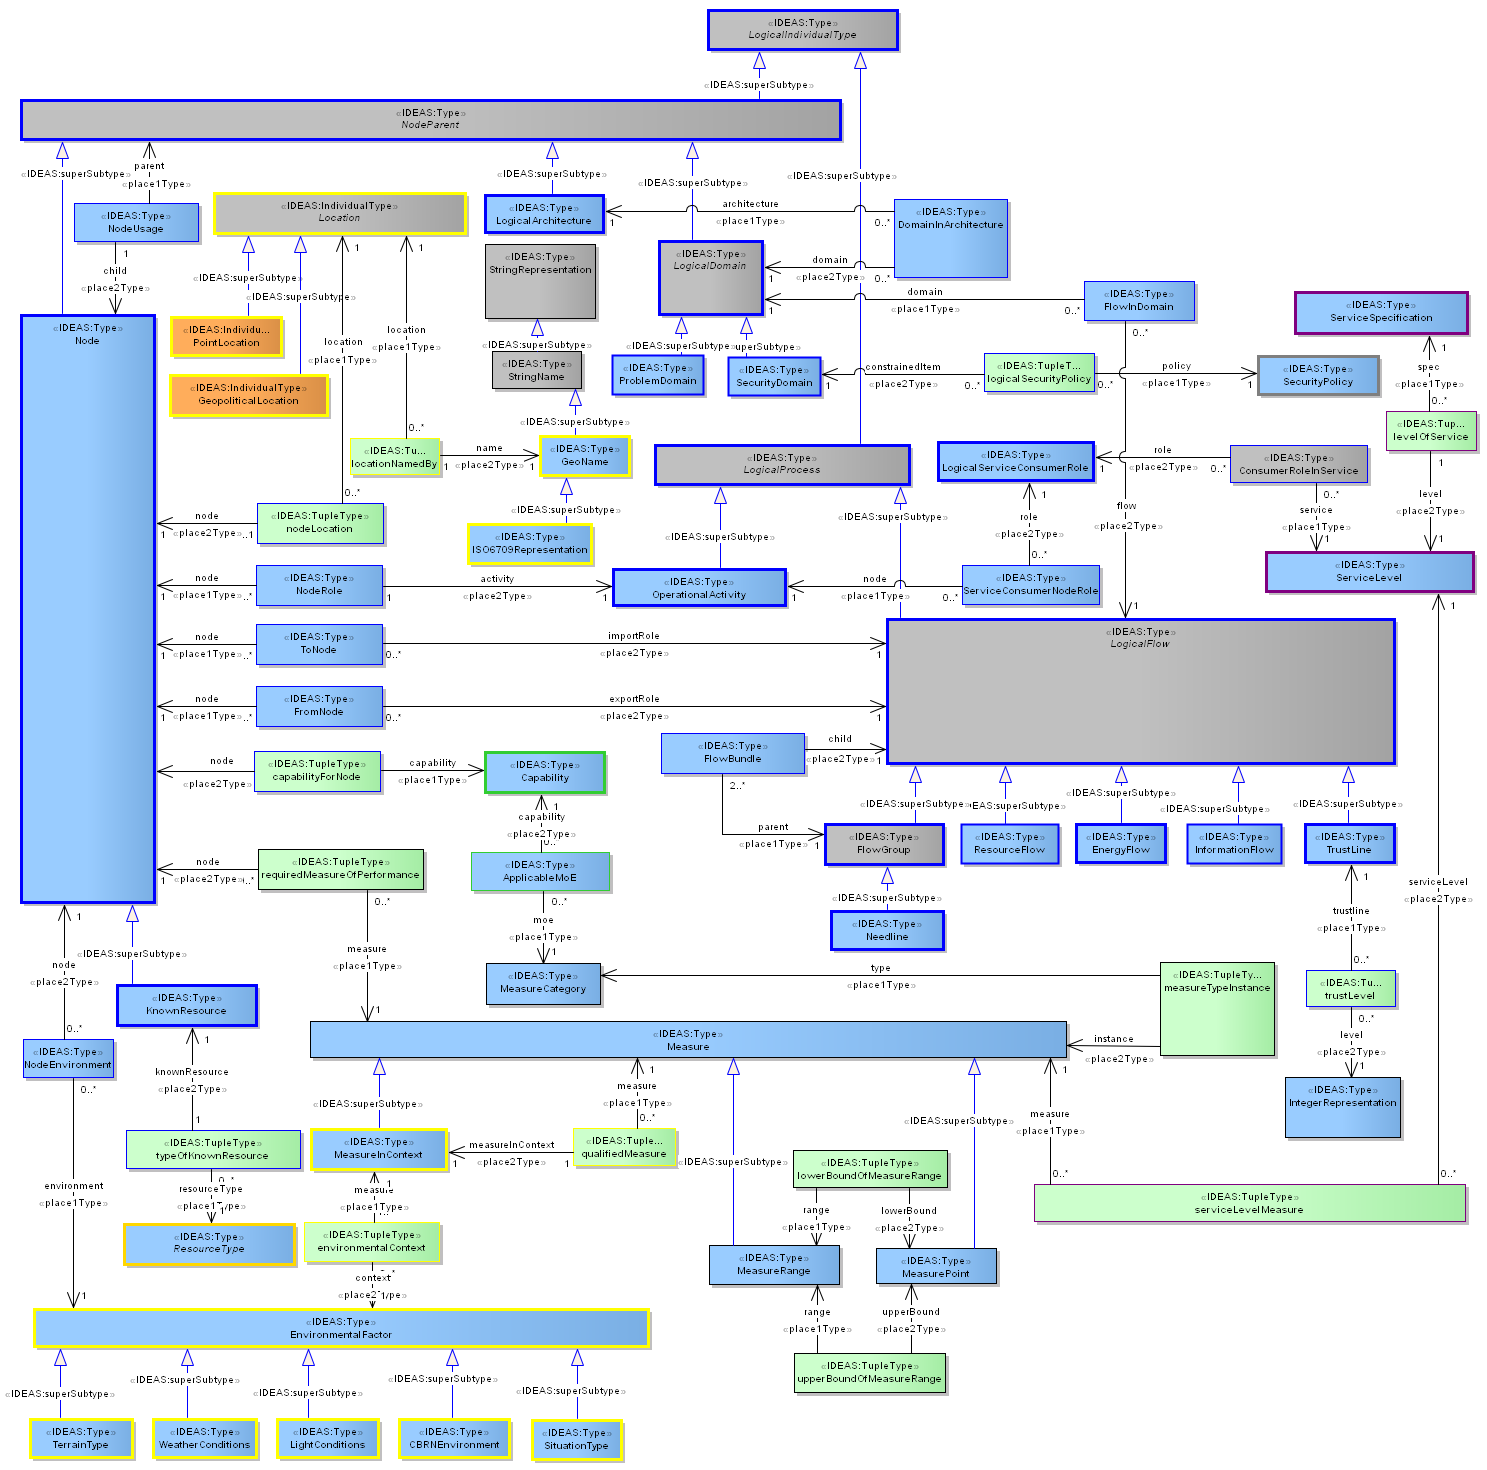 «IDEAS:Type»
LogicalIndividualType
«IDEAS:superSubtype»
«IDEAS:Type»
NodeParent
«IDEAS:superSubtype»
parent
«place1Type»
«IDEAS:superSubtype»
«IDEAS:superSubtype»
«IDEAS:superSubtype»
«IDEAS:Type»
NodeUsage
1
child
«place2Type»
«IDEAS:IndividualType»
Location
1
1
«IDEAS:Type»
LogicalArchitecture
1
architecture
«place1Type»
0..*
«IDEAS:Type»
DomainInArchitecture
«IDEAS:Type»
StringRepresentation
«IDEAS:Type»
LogicalDomain
domain
«place2Type»
1
0..*
domain
«place1Type»
1
0..*
«IDEAS:Type»
FlowInDomain
0..*
«IDEAS:superSubtype»
«IDEAS:superSubtype»
«IDEAS:Individu...
PointLocation
«IDEAS:IndividualType»
GeopoliticalLocation
location
«place1Type»
location
«place1Type»
«IDEAS:superSubtype»
«IDEAS:Type»
StringName
«IDEAS:superSubtype»
«IDEAS:Type»
ProblemDomain
«IDEAS:Type»
SecurityDomain
1
constrainedItem
«place2Type»
0..*
«IDEAS:TupleT...
logicalSecurityPolicy
0..*
policy
«place1Type»
1
«IDEAS:Type»
SecurityPolicy
«IDEAS:Type»
ServiceSpecification
1
spec
«place1Type»
0..*
«IDEAS:Tup...
levelOfService
1
level
«place2Type»
1
«IDEAS:Type»
Node
0..*
«IDEAS:Tu...
locationNamedBy
1
name
«place2Type»
1
«IDEAS:superSubtype»
«IDEAS:Type»
GeoName
«IDEAS:superSubtype»
«IDEAS:Type»
ISO6709Representation
«IDEAS:Type»
LogicalProcess
«IDEAS:superSubtype»
«IDEAS:superSubtype»
«IDEAS:Type»
LogicalServiceConsumerRole
1
role
«place2Type»
0..*
«IDEAS:Type»
ConsumerRoleInService
0..*
service
«place1Type»
1
1
role
«place2Type»
0..*
flow
«place2Type»
1
«IDEAS:Type»
ServiceLevel
1
0..*
node
«place2Type»
1
..1
«IDEAS:TupleType»
nodeLocation
node
«place1Type»
1
..*
«IDEAS:Type»
NodeRole
1
activity
«place2Type»
1
«IDEAS:Type»
OperationalActivity
1
node
«place1Type»
0..*
«IDEAS:Type»
ServiceConsumerNodeRole
node
«place1Type»
1
..*
«IDEAS:Type»
ToNode
0..*
importRole
«place2Type»
1
«IDEAS:Type»
LogicalFlow
node
«place1Type»
1
..*
«IDEAS:Type»
FromNode
0..*
exportRole
«place2Type»
1
node
«place2Type»
«IDEAS:TupleType»
capabilityForNode
capability
«place1Type»
«IDEAS:Type»
Capability
1
capability
«place2Type»
«IDEAS:Type»
FlowBundle
child
«place2Type»
1
2..*
parent
«place1Type»
1
«IDEAS:superSubtype»
«IDEAS:superSubtype»
«IDEAS:superSubtype»
«IDEAS:superSubtype»
«IDEAS:Type»
FlowGroup
«IDEAS:Type»
ResourceFlow
«IDEAS:Type»
EnergyFlow
«IDEAS:Type»
InformationFlow
«IDEAS:Type»
TrustLine
«IDEAS:superSubtype»
«IDEAS:Type»
Needline
node
«place2Type»
1
..*
«IDEAS:TupleType»
requiredMeasureOfPerformance
0..*
measure
«place1Type»
1
«IDEAS:Type»
ApplicableMoE
0..*
moe
«place1Type»
1
«IDEAS:Type»
MeasureCategory
1
trustline
«place1Type»
0..*
«IDEAS:Tu...
trustLevel
0..*
level
«place2Type»
1
«IDEAS:Type»
IntegerRepresentation
serviceLevel
«place2Type»
0..*
1
node
«place2Type»
0..*
«IDEAS:superSubtype»
«IDEAS:Type»
KnownResource
1
knownResource
«place2Type»
1
type
«place1Type»
«IDEAS:TupleTy...
measureTypeInstance
instance
«place2Type»
1
«IDEAS:Type»
Measure
«IDEAS:Type»
NodeEnvironment
0..*
environment
«place1Type»
1
«IDEAS:TupleType»
typeOfKnownResource
resourceType
«IDEAS:Type»
ResourceType
«IDEAS:superSubtype»
«IDEAS:Type»
MeasureInContext
1
measureInContext
«place2Type»
1
1
measure
«place1Type»
0..*
«IDEAS:Tuple...
qualifiedMeasure
measure
1
«IDEAS:TupleType»
environmentalContext
context
«IDEAS:superSubtype»
«IDEAS:superSubtype»
1
measure
«place1Type»
0..*
«IDEAS:TupleType»
serviceLevelMeasure
«IDEAS:TupleType»
lowerBoundOfMeasureRange
range
«place1Type»
lowerBound
«place2Type»
«IDEAS:Type»
MeasureRange
«IDEAS:Type»
MeasurePoint
range
«place1Type»
upperBound
«place2Type»
«IDEAS:TupleType»
upperBoundOfMeasureRange
«IDEAS:Type»
EnvironmentalFactor
«IDEAS:superSubtype»
«IDEAS:superSubtype»
«IDEAS:superSubtype»
«IDEAS:superSubtype»
«IDEAS:superSubtype»
«IDEAS:Type»
TerrainType
«IDEAS:Type»
WeatherConditions
«IDEAS:Type»
LightConditions
«IDEAS:Type»
CBRNEnvironment
«IDEAS:Type»
SituationType